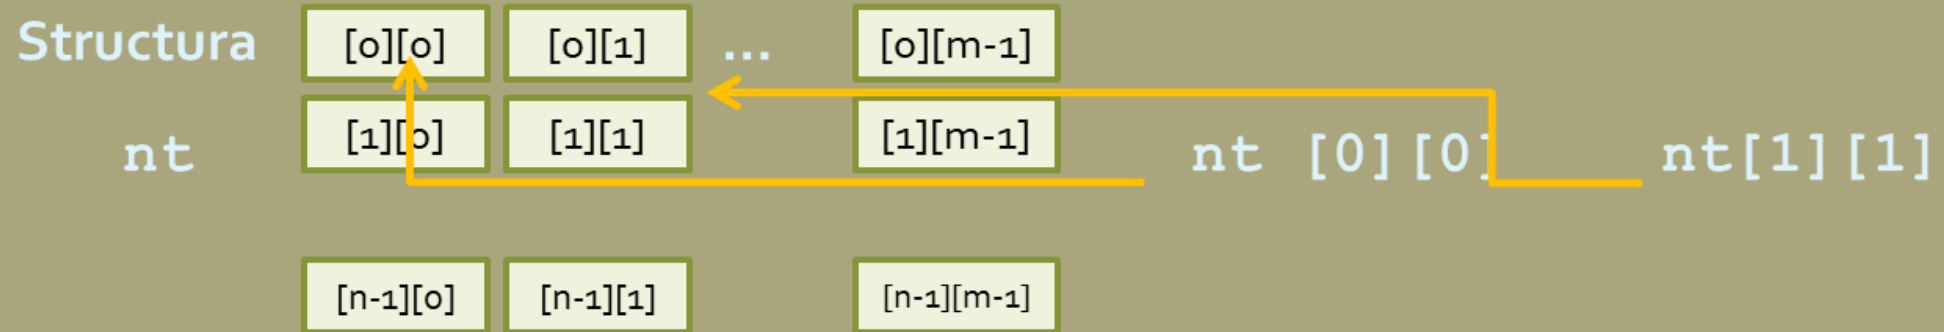 Structura [0][0] [0][1] ... [0][m-1]
nt [1][0] [1][1] [1][m-1] nt [0][0] nt[1][1]
[n-1][0] [n-1][1] [n-1][m-1]